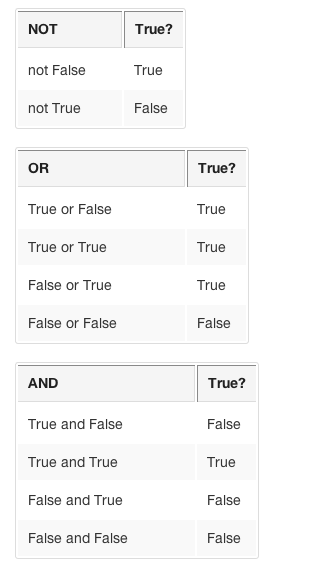 NOT True?
not False True
not True False
OR True?
True or False True
True or True True
False or True True
False or False False
AND True?
True and False False
True and True True
False and True False
False and False False